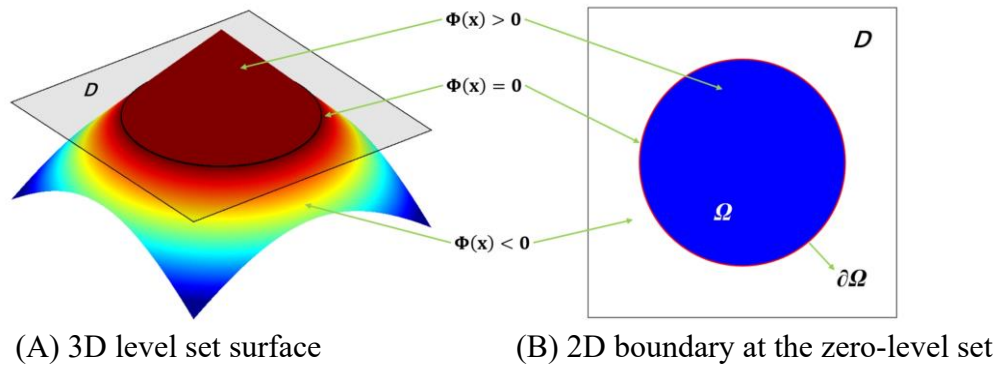 Φ(x) > 0
D
D
Φ(x) = 0
Ω
Φ(x) < 0
∂Ω
(A) 3D level set surface
(B) 2D boundary at the zero-level set